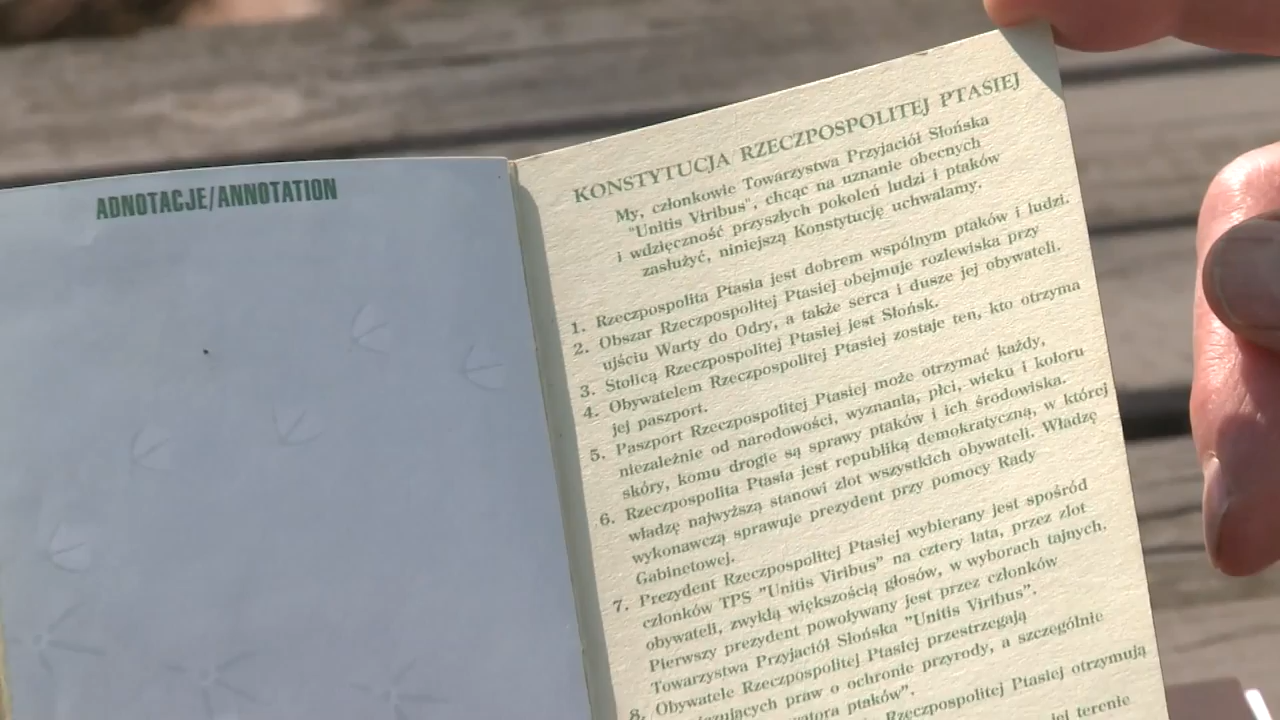 ADNOTACJE/ANNOTATION
KONSTYTUCJA RZECZPOSPOLITEJ PTASIEJ
My, członkowie Towarzystwa Przyjaciół Słońska
"Unitis Viribus", chcąc na uznanie obecnych
i wdzięczność przyszłych pokoleń ludzi i ptaków
zasłużyć, niniejszą Konstytucję uchwalamy.
1. Rzeczpospolita Ptasia jest dobrem wspólnym ptaków i ludzi.
2. Obszar Rzeczpospolitej Ptasiej obejmuje rozlewiska przy
ujściu Warty do Odry, a także serca i dusze jej obywateli.
3. Stolicą Rzeczpospolitej Ptasiej jest Słońsk.
4. Obywatelem Rzeczpospolitej Ptasiej zostaje ten, kto otrzyma
jej paszport.
5. Paszport Rzeczpospolitej Ptasiej może otrzymać każdy,
niezależnie od narodowości, wyznania, płci, wieku i koloru
skóry, komu drogie są sprawy ptaków i ich środowiska.
6. Rzeczpospolita Ptasia jest republiką demokratyczną, w której
władzę najwyższą stanowi zlot wszystkich obywateli. Władzę
wykonawczą sprawuje prezydent przy pomocy Rady
Gabinetowej.
7. Prezydent Rzeczpospolitej Ptasiej wybierany jest spośród
członków TPS "Unitis Viribus" na cztery lata, przez zlot
obywateli, zwykłą większością głosów, w wyborach tajnych.
Pierwszy prezydent powoływany jest przez członków
Towarzystwa Przyjaciół Słońska "Unitis Viribus".
8. Obywatele Rzeczpospolitej Ptasiej przestrzegają
praw o ochronie przyrody, a szczególnie
ptaków".
Rzeczpospolitej Ptasiej otrzymują
jej terenie